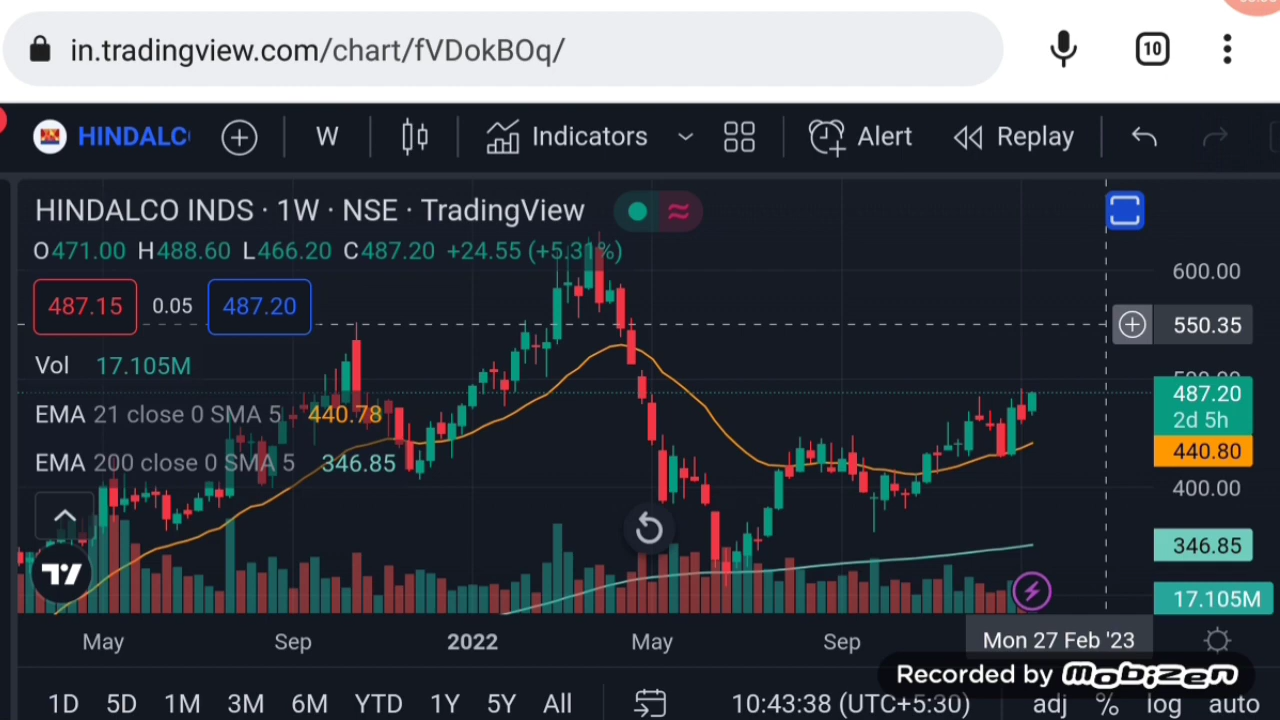 in.tradingview.com/chart/fVDokBOq/
10
HINDALC
W
Indicators
Alert
Replay
HINDALCO INDS · 1W · NSE · TradingView
O471.00 H488.60 L466.20 C487.20 +24.55 (+5.31%)
600.00
487.15 0.05 487.20
550.35
Vol 17.105M
500.00
487.20
2d 5h
EMA 21 close 0 SMA 5 440.78
440.80
EMA 200 close 0 SMA 5 346.85
400.00
346.85
17.105M
May Sep 2022 May Sep Mon 27 Feb '23
Recorded by mobizen
1D 5D 1M 3M 6M YTD 1Y 5Y All 10:43:38 (UTC+5:30) adj % log auto